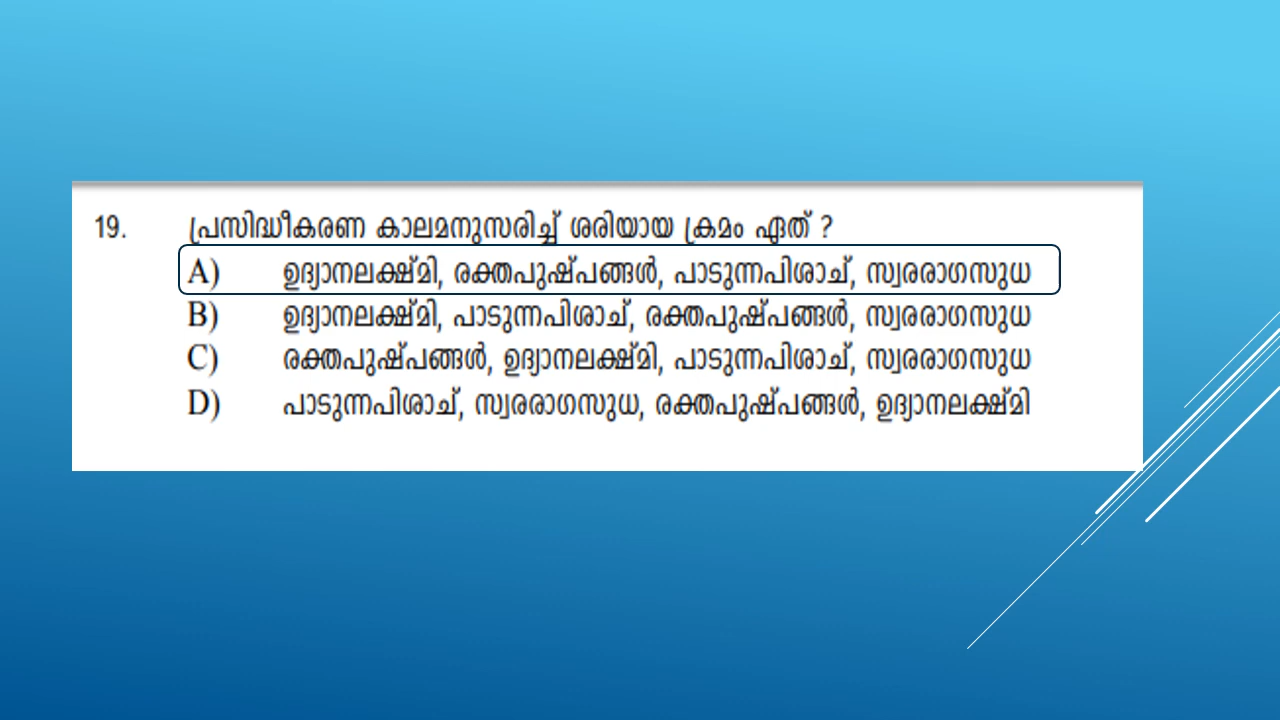 19. പ്രസിദ്ധീകരണ കാലമനുസരിച്ച് ശരിയായ ക്രമം ഏത് ?
A) ഉദ്യാനലക്ഷ്മി, രക്തപുഷ്പങ്ങൾ, പാടുന്നപിശാച്, സ്വരരാഗസുധ
B) ഉദ്യാനലക്ഷ്മി, പാടുന്നപിശാച്, രക്തപുഷ്പങ്ങൾ, സ്വരരാഗസുധ
C) രക്തപുഷ്പങ്ങൾ, ഉദ്യാനലക്ഷ്മി, പാടുന്നപിശാച്, സ്വരരാഗസുധ
D) പാടുന്നപിശാച്, സ്വരരാഗസുധ, രക്തപുഷ്പങ്ങൾ, ഉദ്യാനലക്ഷ്മി